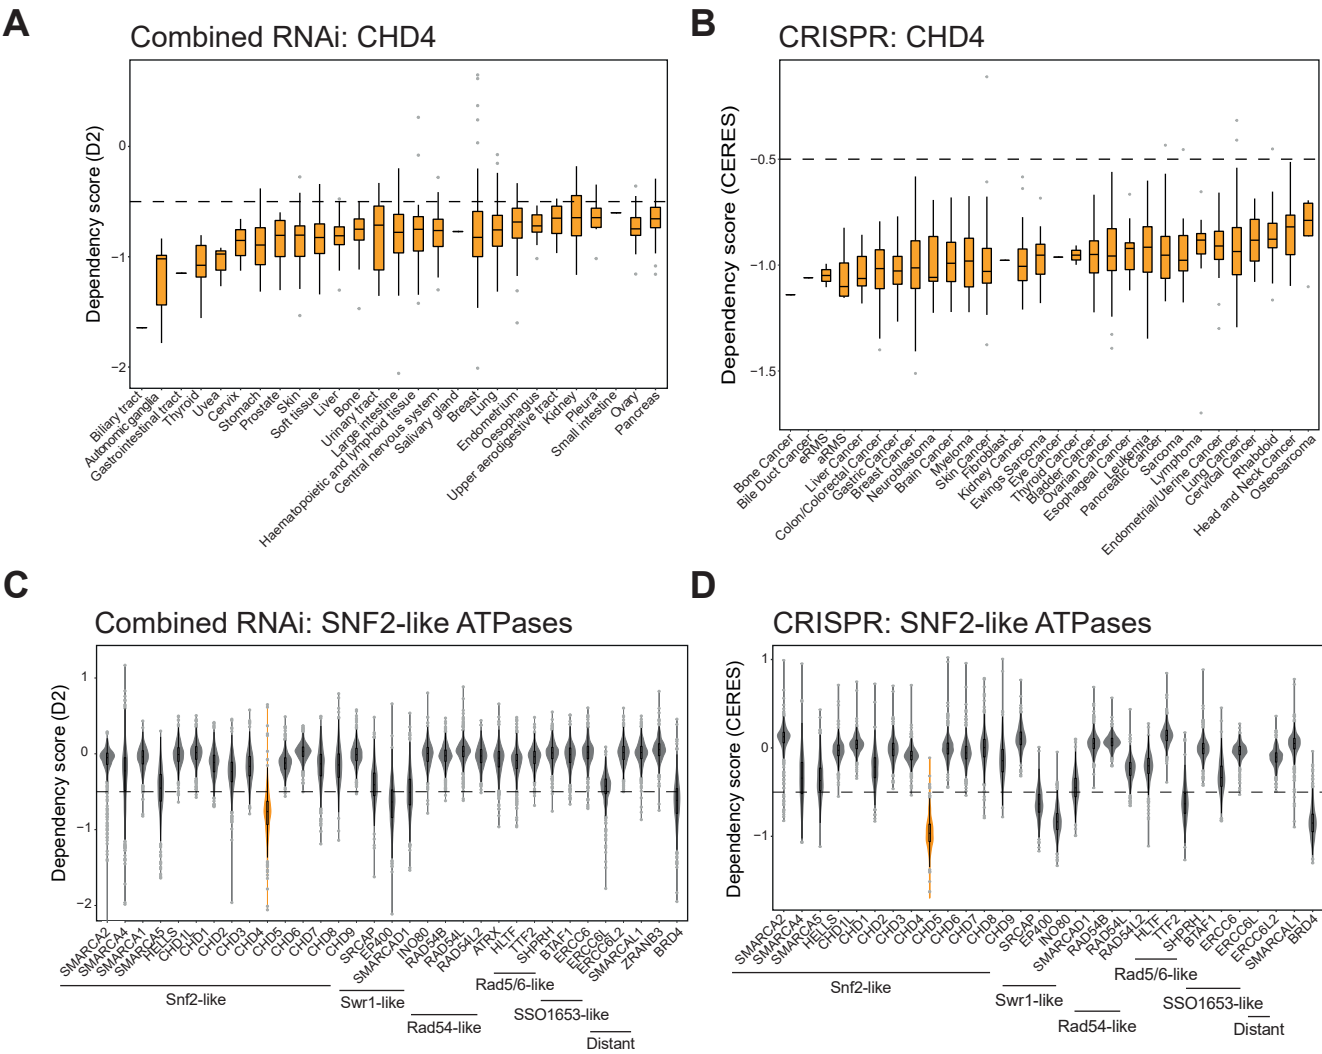 A
Combined RNAi: CHD4
Dependency score (D2)
0
−1
−2
Biliary tract
Autonomic ganglia
Gastrointestinal tract
Thyroid
Uvea
Cervix
Stomach
Prostate
Skin
Soft tissue
Liver
Bone
Urinary tract
Large intestine
Haematopoietic and lymphoid tissue
Central nervous system
Salivary gland
Breast
Lung
Endometrium
Oesophagus
Upper aerodigestive tract
Kidney
Pleura
Small intestine
Ovary
Pancreas
B
CRISPR: CHD4
Dependency score (CERES)
−0.5
−1.0
−1.5
Bone Cancer
Bile Duct Cancer
eRMS
aRMS
Liver Cancer
Colon/Colorectal Cancer
Gastric Cancer
Breast Cancer
Neuroblastoma
Brain Cancer
Myeloma
Skin Cancer
Fibroblast
Kidney Cancer
Ewings Sarcoma
Eye Cancer
Thyroid Cancer
Bladder Cancer
Ovarian Cancer
Esophageal Cancer
Leukemia
Pancreatic Cancer
Sarcoma
Lymphoma
Endometrial/Uterine Cancer
Lung Cancer
Cervical Cancer
Rhabdoid
Head and Neck Cancer
Osteosarcoma
C
Combined RNAi: SNF2-like ATPases
Dependency score (D2)
1
0
−1
−2
SMARCA2
SMARCA4
SMARCA1
SMARCA5
HELLS
CHD1L
CHD1
CHD2
CHD3
CHD4
CHD5
CHD6
CHD7
CHD8
CHD9
SRCAP
EP400
SMARCAD1
INO80
RAD54B
RAD54L
RAD54L2
ATRX
HLTF
TTF2
SHPRH
BTAF1
ERCC6
ERCC6L
ERCC6L2
SMARCAL1
ZRANB3
BRD4
Snf2-like
Swr1-like
Rad54-like
Rad5/6-like
SSO1653-like
Distant
D
CRISPR: SNF2-like ATPases
Dependency score (CERES)
1
0
−1
SMARCA2
SMARCA4
SMARCA5
HELLS
CHD1L
CHD1
CHD2
CHD3
CHD4
CHD5
CHD6
CHD7
CHD8
CHD9
SRCAP
EP400
INO80
SMARCAD1
RAD54B
RAD54L
RAD54L2
HLTF
TTF2
SHPRH
BTAF1
ERCC6
ERCC6L
ERCC6L2
SMARCAL1
BRD4
Snf2-like
Swr1-like
Rad54-like
Rad5/6-like
SSO1653-like
Distant